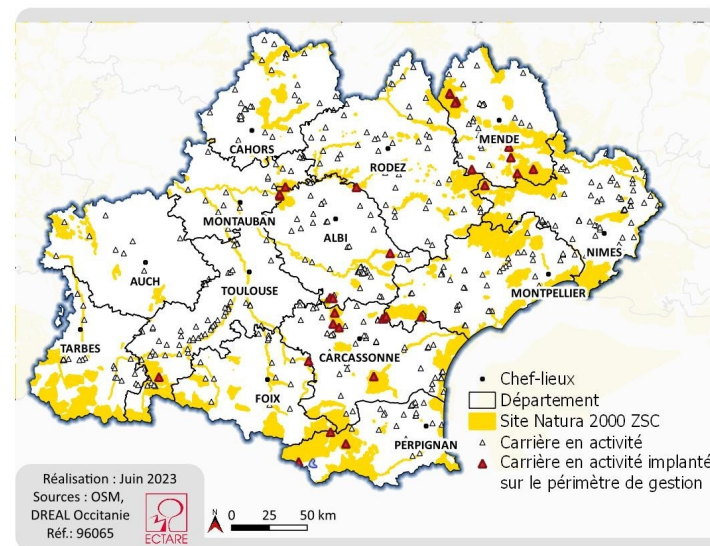 CAHORS
MENDE
RODEZ
MONTAUBAN
ALBI
NIMES
AUCH
TOULOUSE
MONTPELLIER
TARBES
CARCASSONNE
FOIX
PERPIGNAN
Chef-lieux
Département
Site Natura 2000 ZSC
Carrière en activité
Carrière en activité implanté
sur le périmètre de gestion
Réalisation : Juin 2023
Sources : OSM,
DREAL Occitanie
Réf.: 96065
ECTARE
N 0 25 50 km